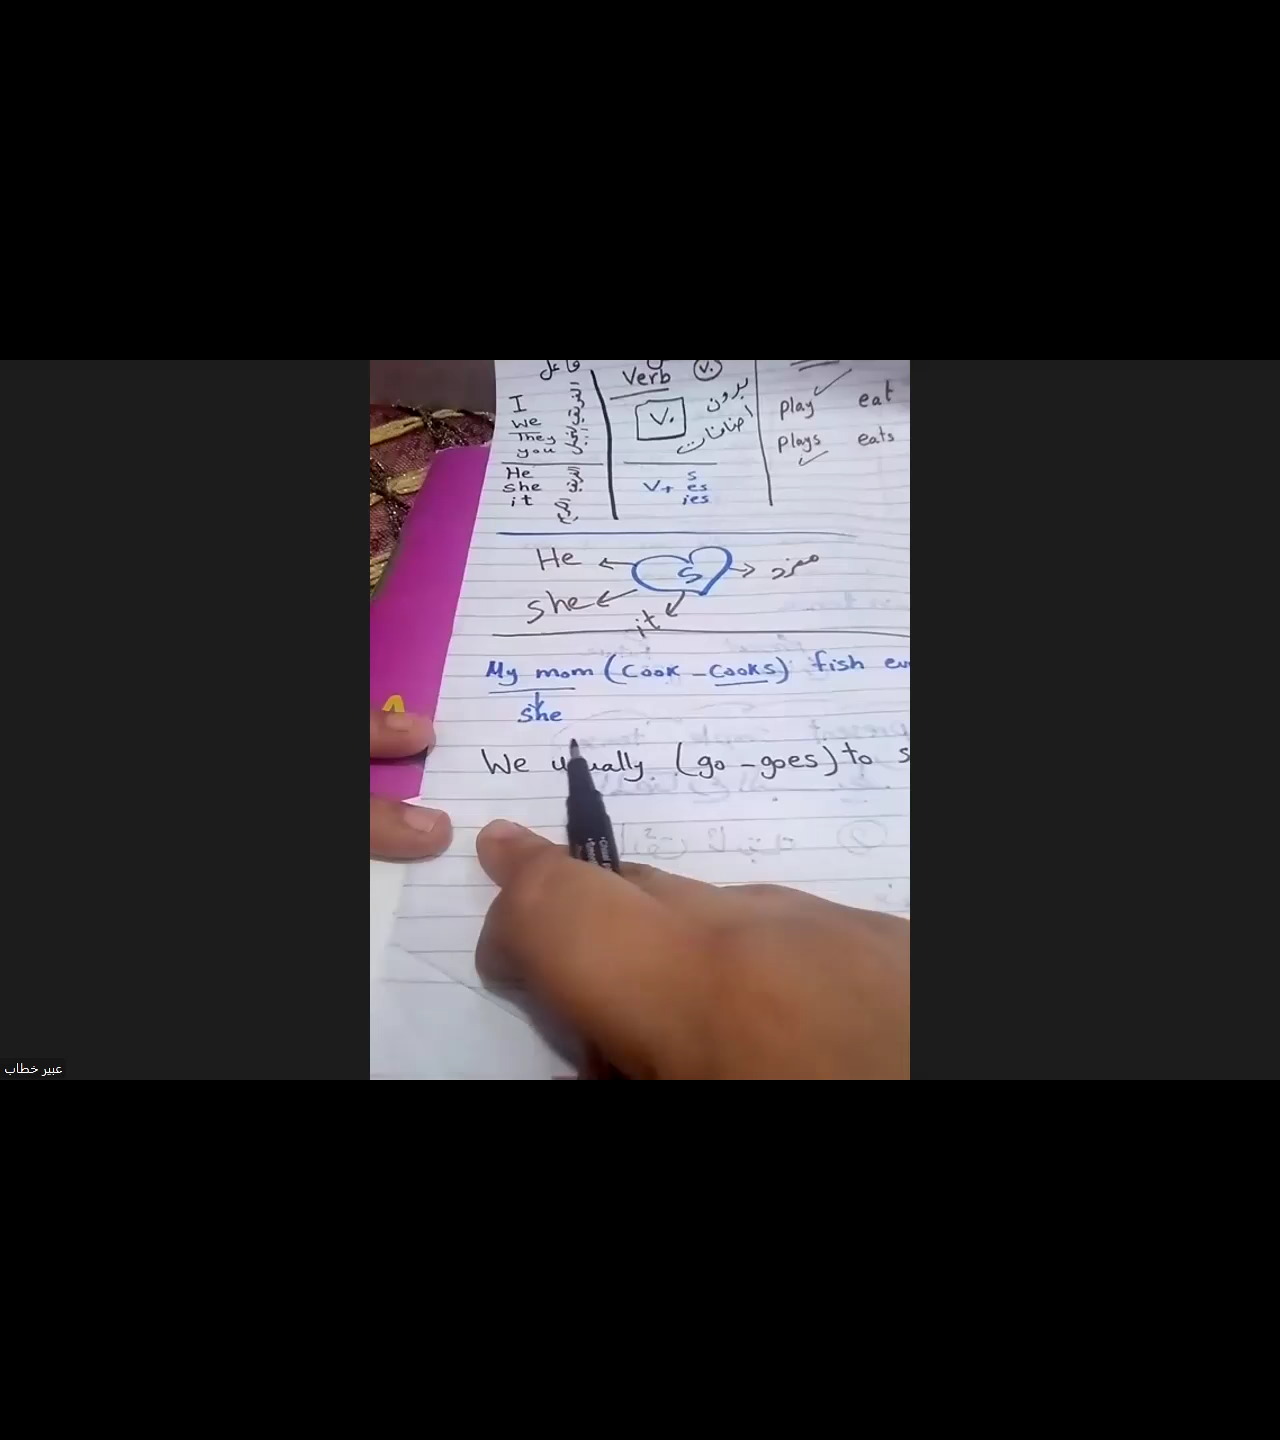 فاعل Verb V.
I
we
They
you
V.
بدون
اضافات
play eat
plays eats
He
she
it
V+ s
es
ies
He S مفرد
she it
My mom (Cook - Cooks) fish
she
We usually (go - goes) to s
عبير خطاب